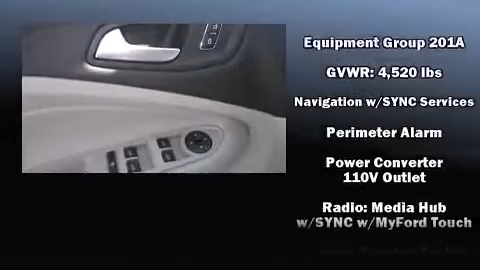 Equipment Group 201A
GVWR: 4,520 lbs
Navigation w/SYNC Services
Perimeter Alarm
Power Converter
110V Outlet
Radio: Media Hub
w/SYNC w/MyFord Touch